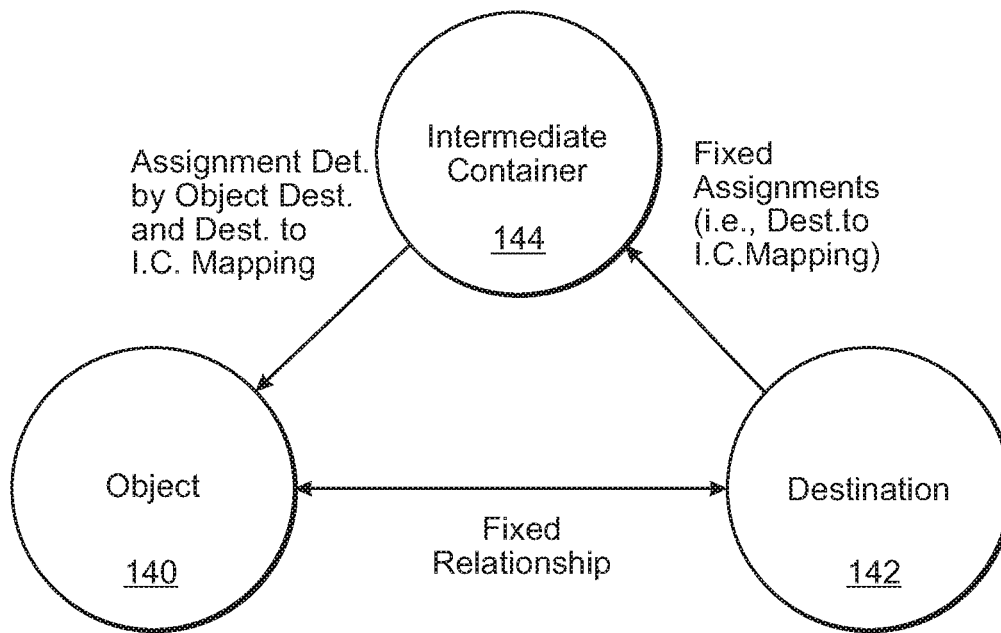 Intermediate
Container
144
Assignment Det.
by Object Dest.
and Dest. to
I.C. Mapping
Fixed
Assignments
(i.e., Dest.to
I.C.Mapping)
Object
140
Fixed
Relationship
Destination
142